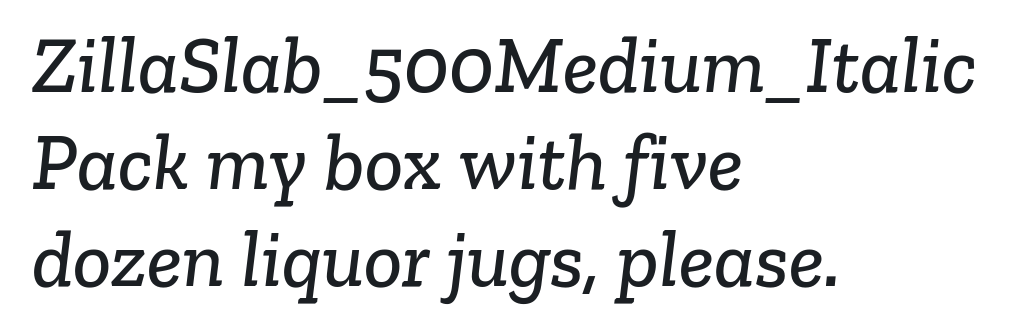 ZillaSlab_500Medium_Italic
Pack my box with five
dozen liquor jugs, please.